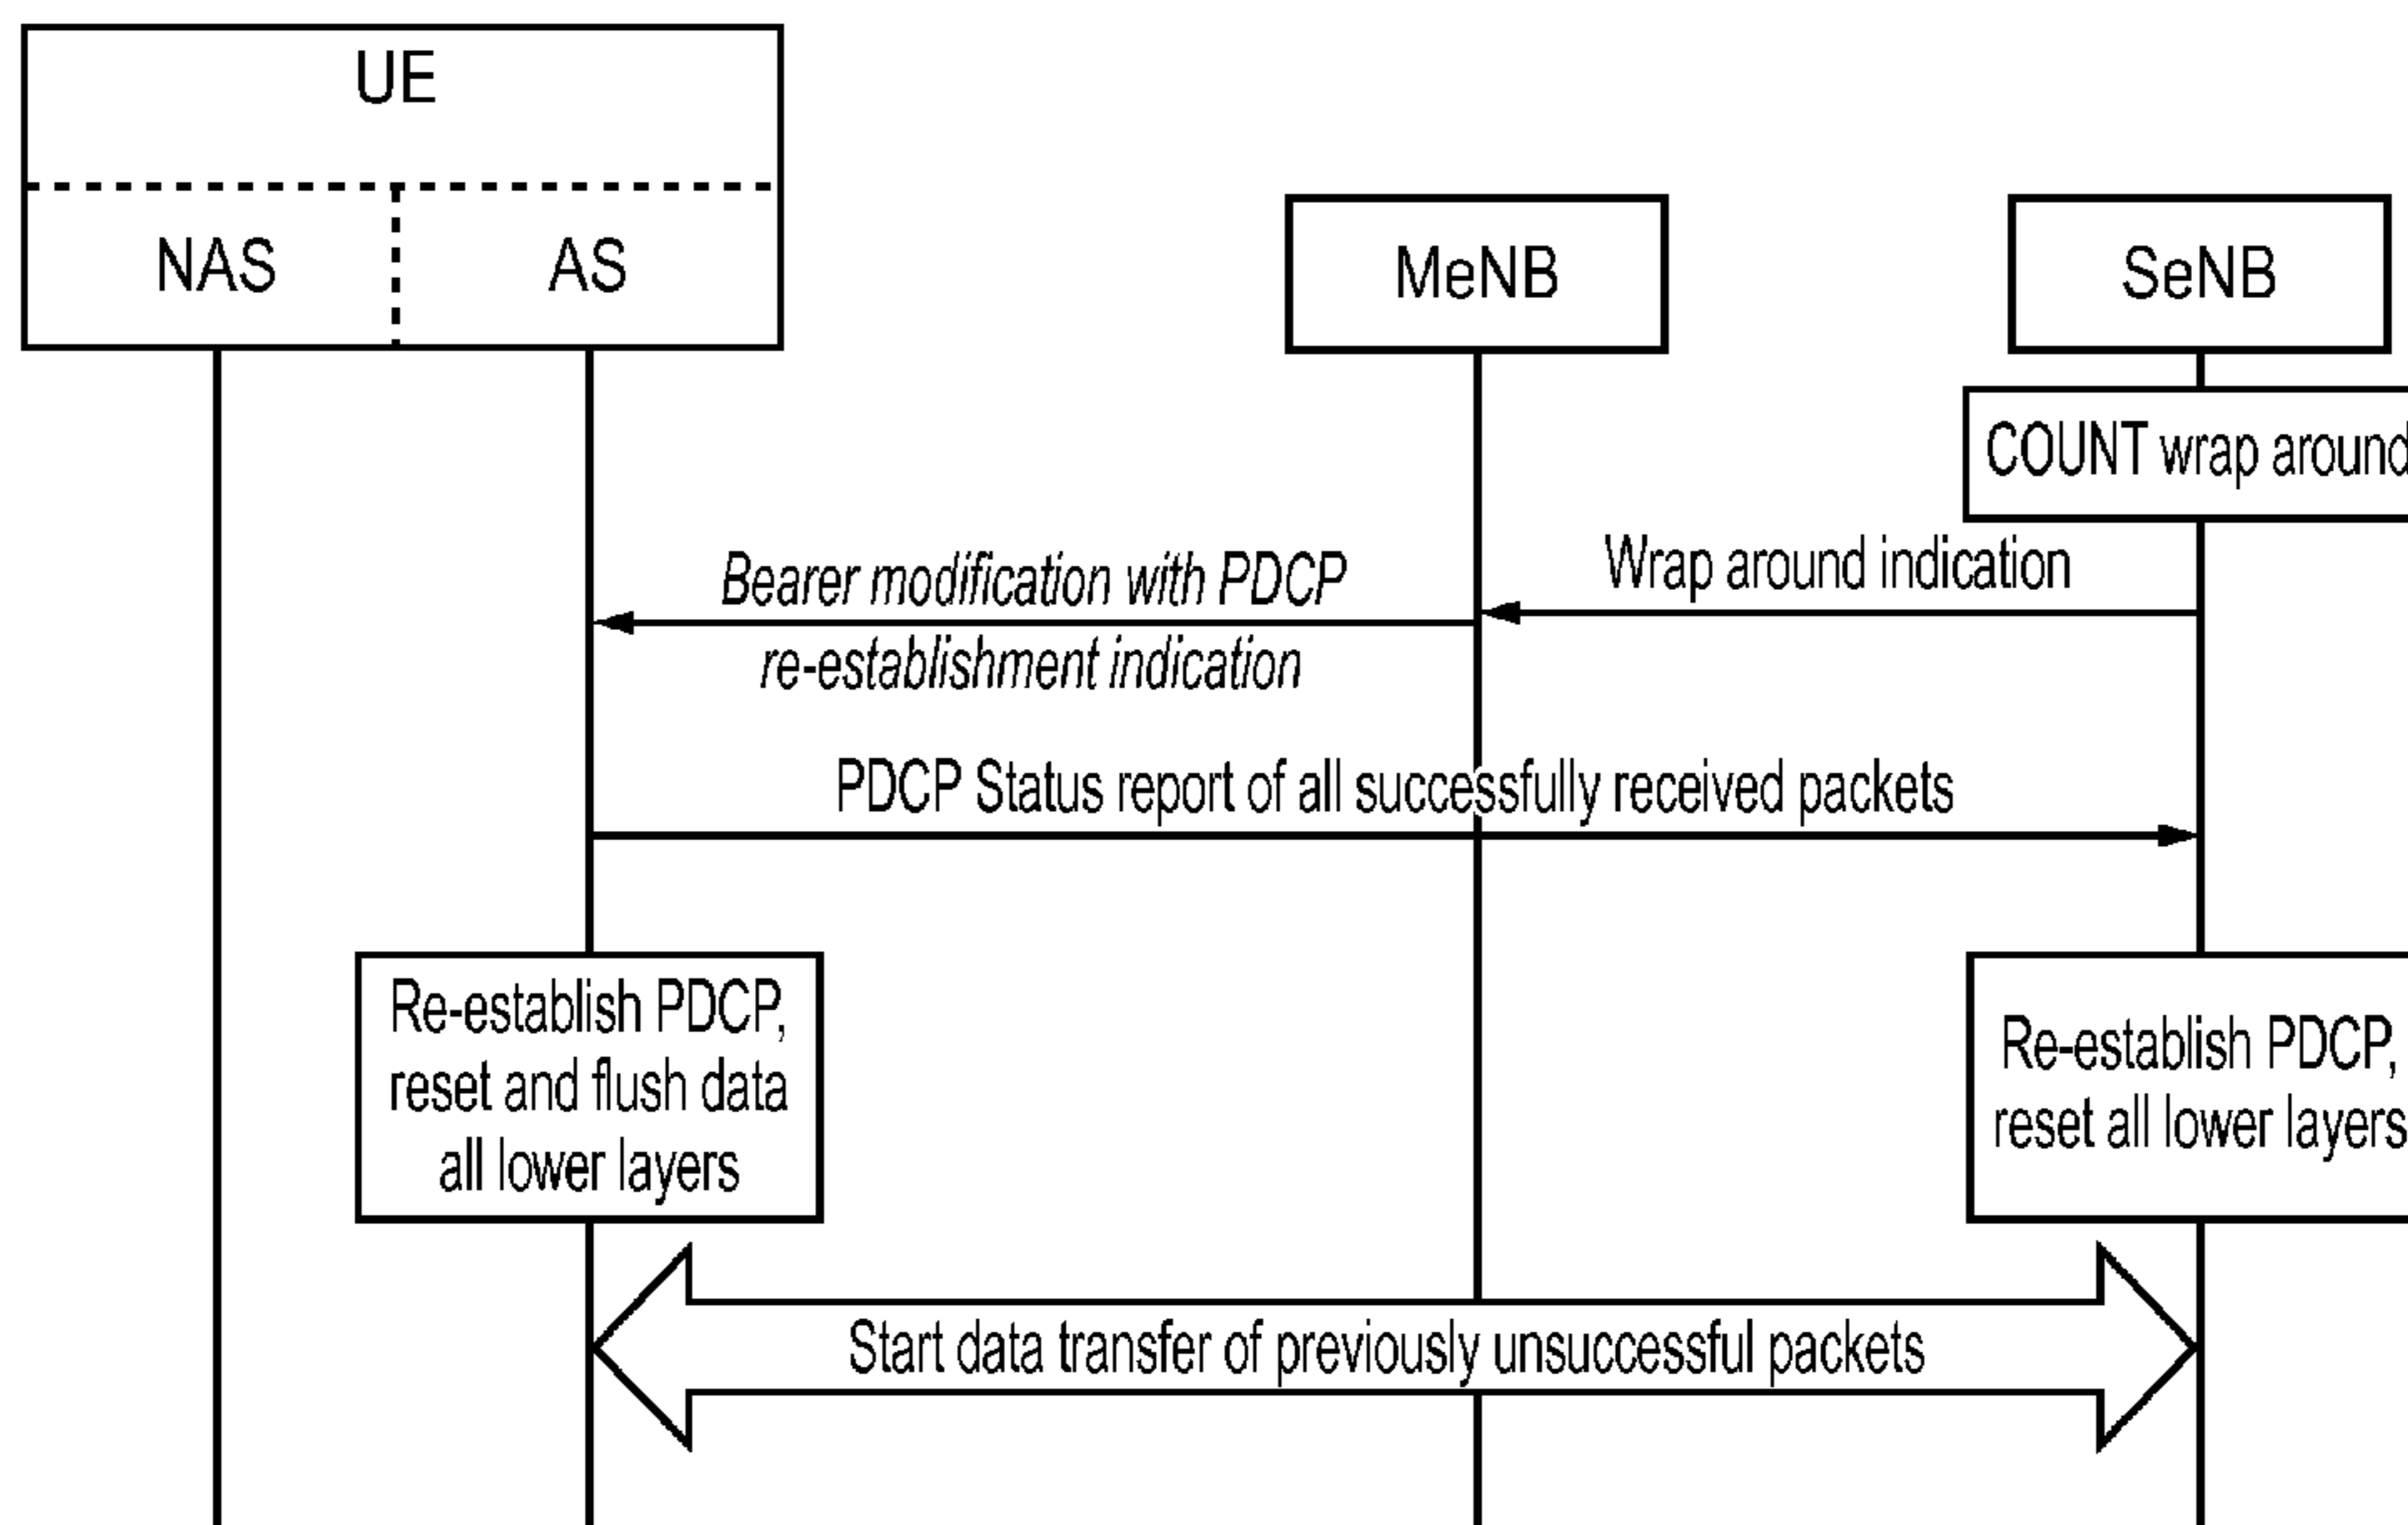 UE
NAS
AS
MeNB
SeNB
COUNT wrap around
Wrap around indication
Bearer modification with PDCP
re-establishment indication
PDCP Status report of all successfully received packets
Re-establish PDCP,
reset and flush data
all lower layers
Re-establish PDCP,
reset all lower layers
Start data transfer of previously unsuccessful packets